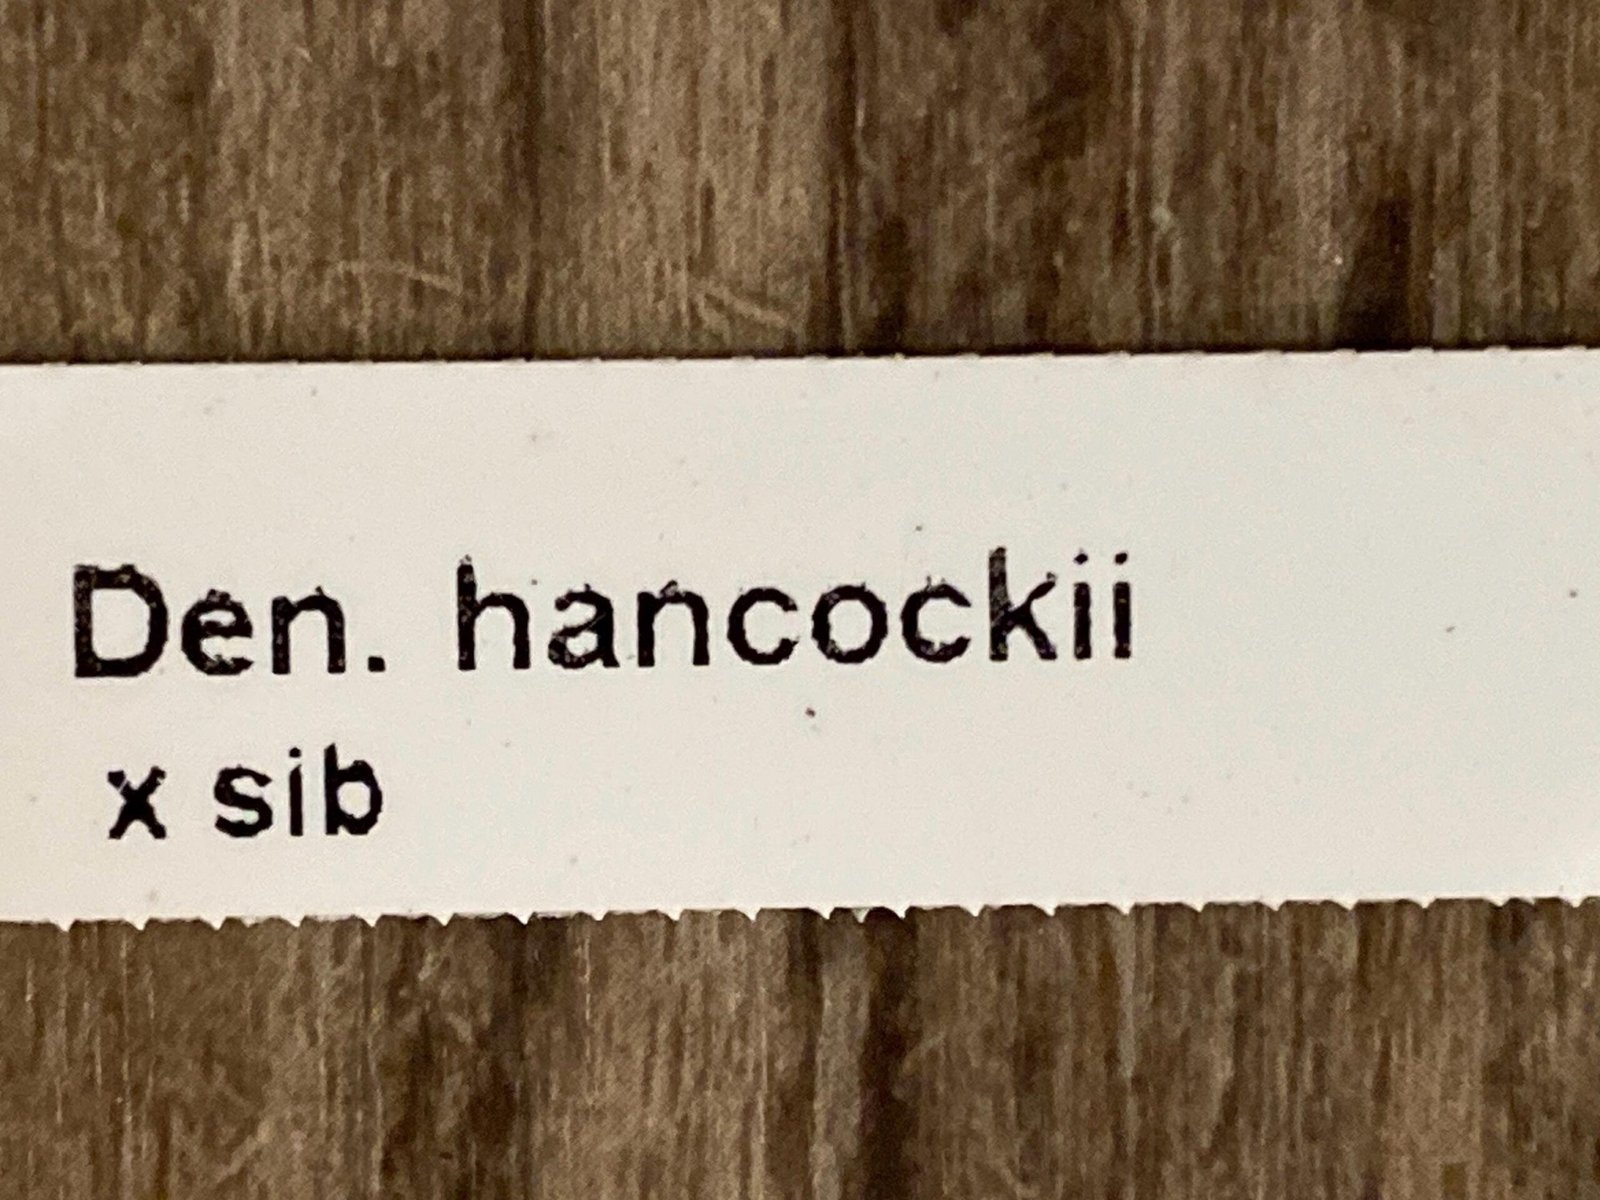 Den. hancockii
x sib